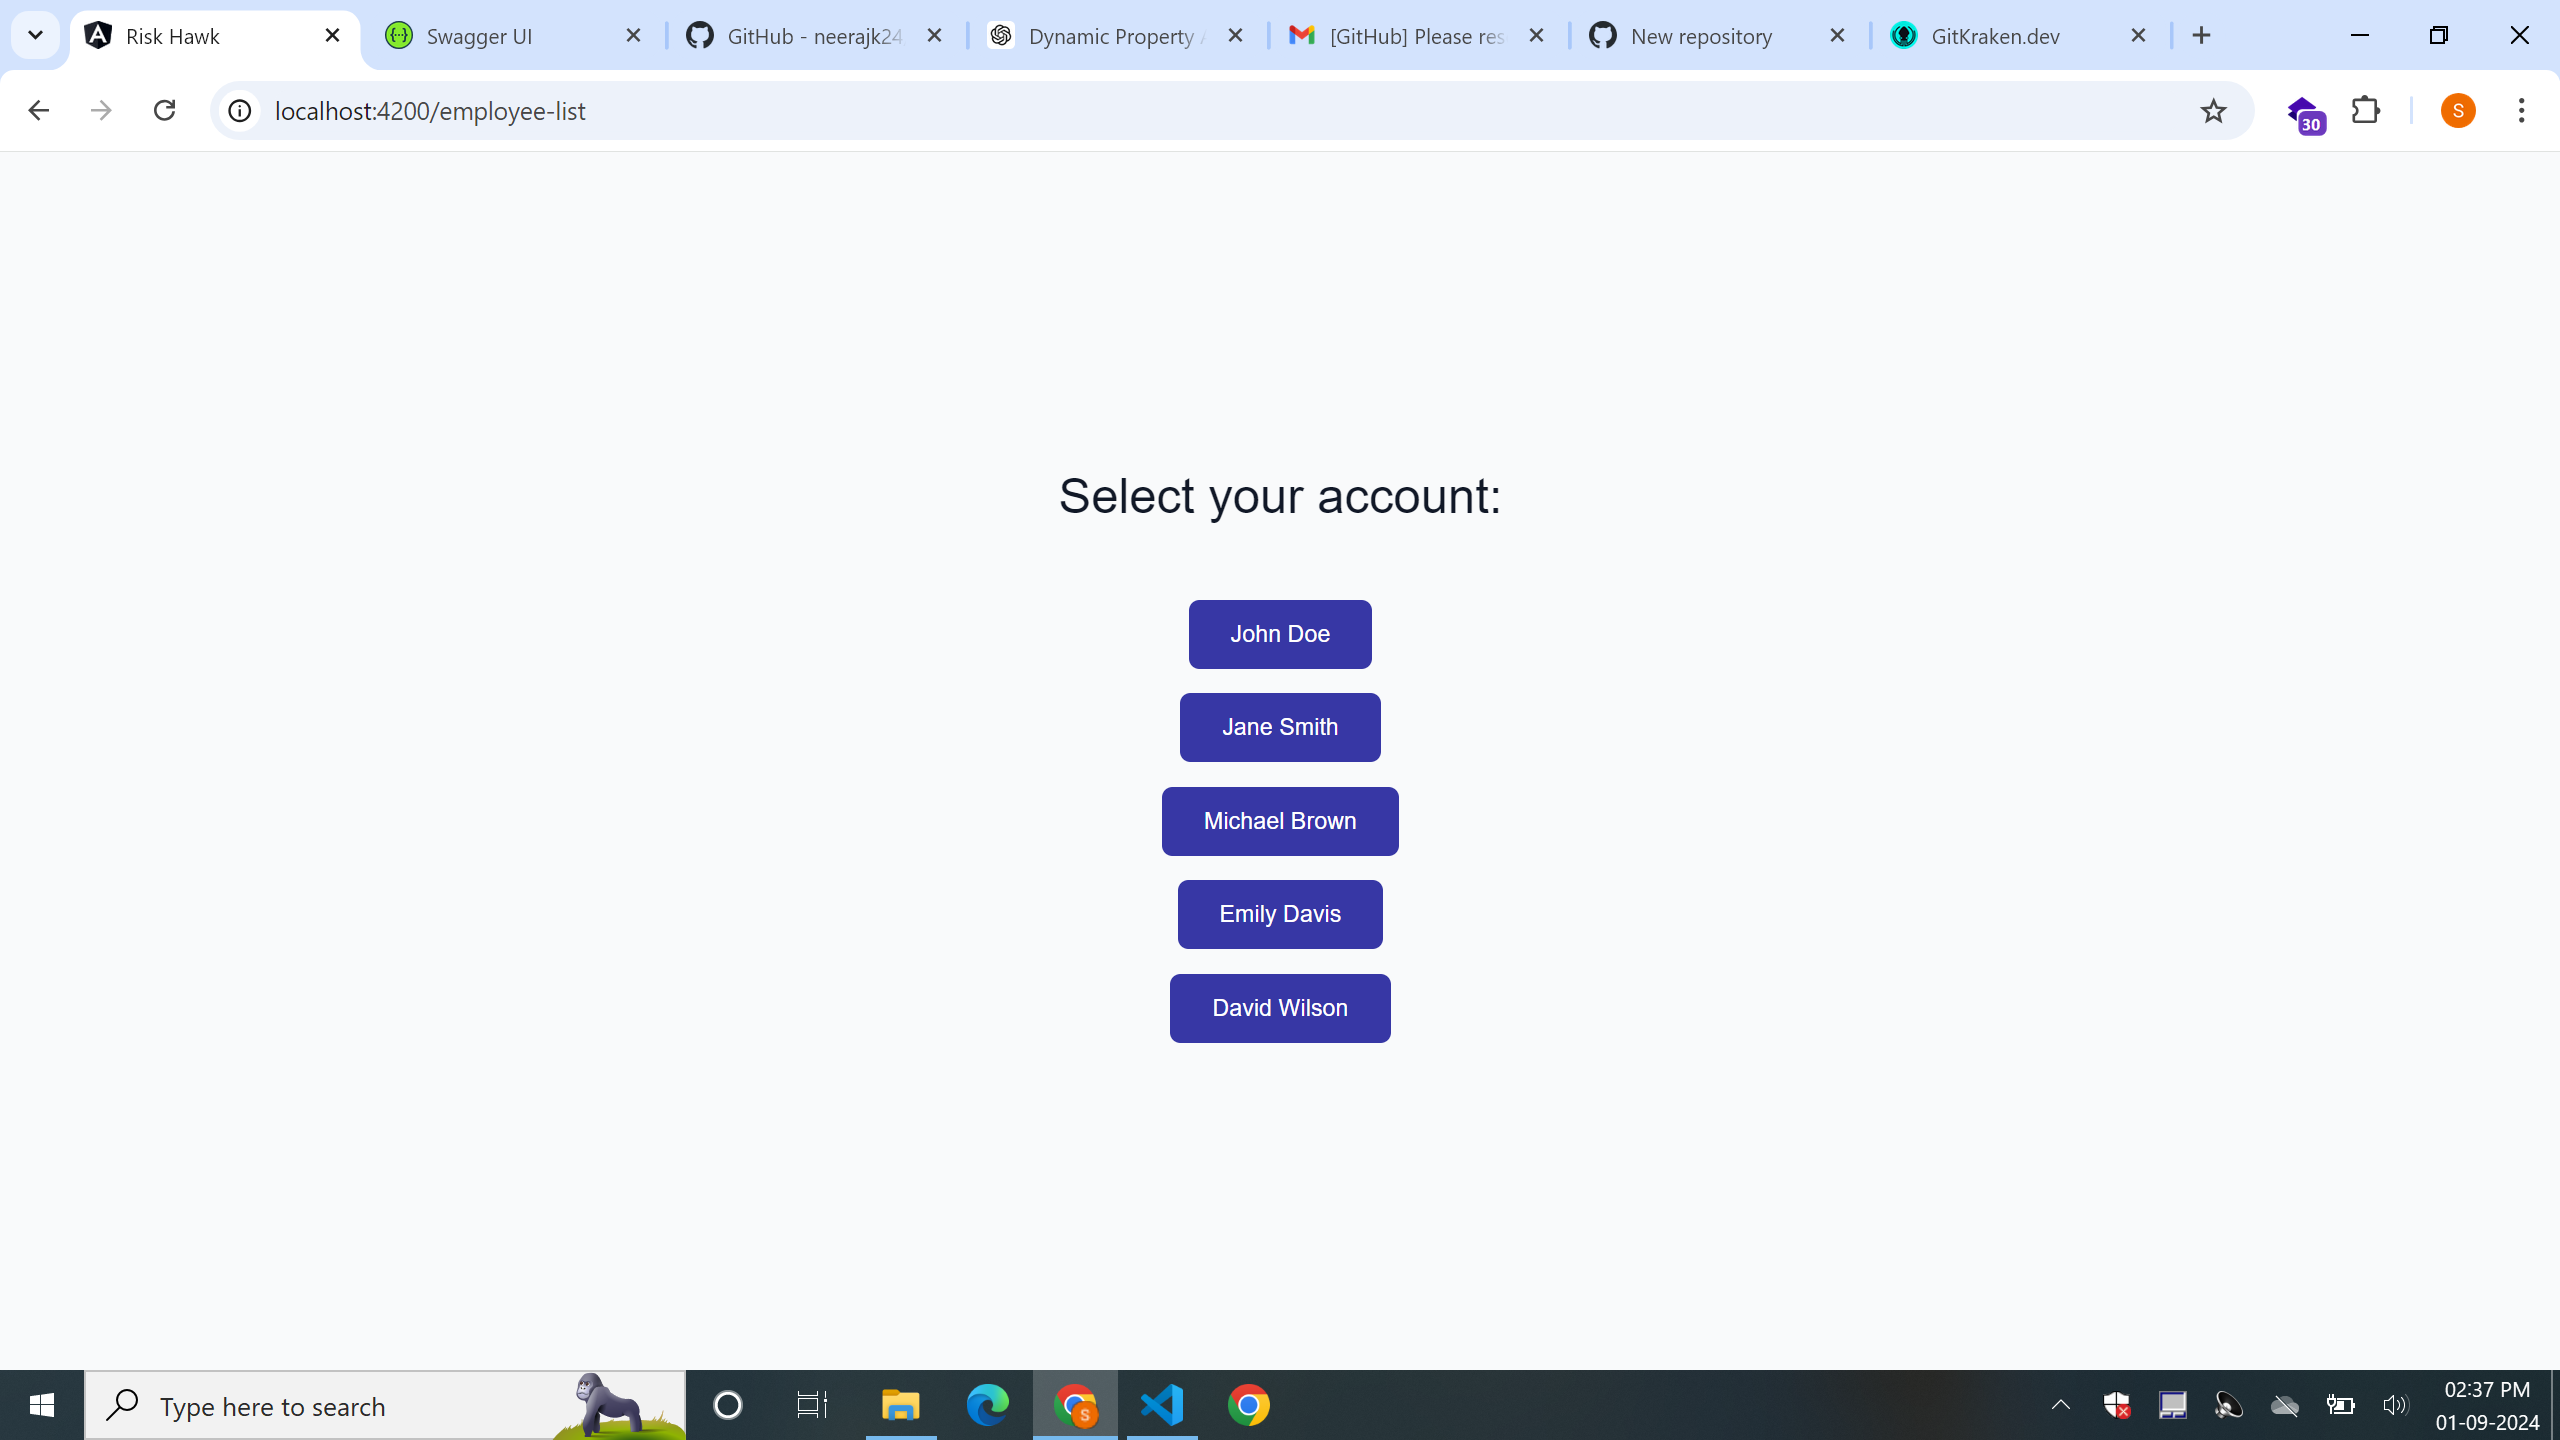 Risk Hawk
Swagger UI
GitHub - neerajk24
Dynamic Property
[GitHub] Please res
New repository
GitKraken.dev
localhost:4200/employee-list
30
S
Select your account:
John Doe
Jane Smith
Michael Brown
Emily Davis
David Wilson
Type here to search
S
02:37 PM
01-09-2024